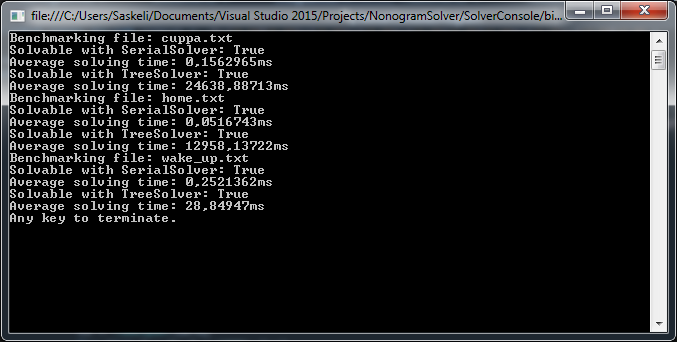 file:///C:/Users/Saskeli/Documents/Visual Studio 2015/Projects/NonogramSolver/SolverConsole/bi...
Benchmarking file: cuppa.txt
Solvable with SerialSolver: True
Average solving time: 0,1562965ms
Solvable with TreeSolver: True
Average solving time: 24638,88713ms
Benchmarking file: home.txt
Solvable with SerialSolver: True
Average solving time: 0,0516743ms
Solvable with TreeSolver: True
Average solving time: 12958,13722ms
Benchmarking file: wake_up.txt
Solvable with SerialSolver: True
Average solving time: 0,2521362ms
Solvable with TreeSolver: True
Average solving time: 28,84947ms
Any key to terminate.